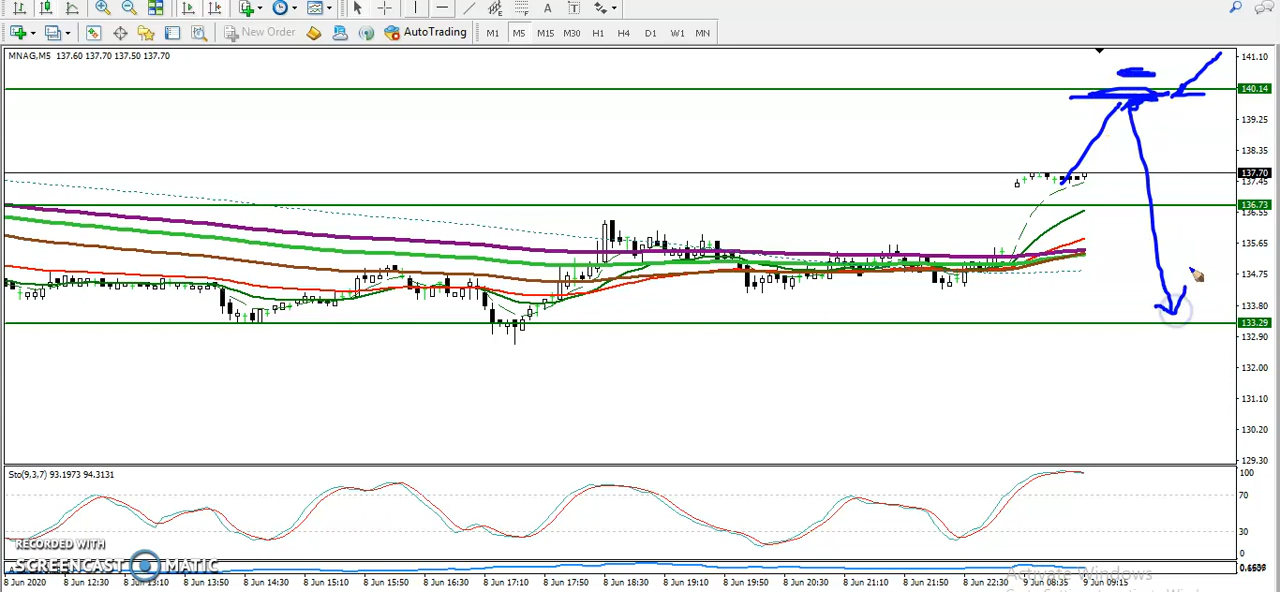 A T
New Order AutoTrading M1 M5 M15 M30 H1 H4 D1 W1 MN
MNAG,M5 137.60 137.70 137.50 137.70
141.10
140.14
139.25
138.35
137.70
137.45
136.73
136.55
135.65
134.75
133.80
133.29
132.90
132.00
131.10
130.20
129.30
Sto(9,3,7) 93.1973 94.3131
100
70
30
0
RECORDED WITH
SCREENCAST MATIC
8 Jun 2020 8 Jun 12:30 8 Jun 13:10 8 Jun 13:50 8 Jun 14:30 8 Jun 15:50 8 Jun 16:30 8 Jun 17:10 8 Jun 17:50 8 Jun 18:30 8 Jun 19:10 8 Jun 19:50 8 Jun 20:30 8 Jun 21:10 8 Jun 21:50 8 Jun 22:30 9 Jun 08:35 9 Jun 09:15
Activate Windows